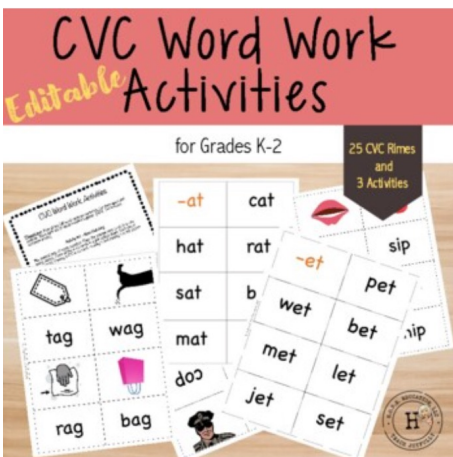 CVC Word Work
Editable
Activities
for Grades K-2
25 CVC Rimes
and
3 Activities
CVC Word Work Activities
-at cat
hat rat
sat
mat
cop
sip
-et pet
wet bet
met let
jet set
tag wag
rag bag
H